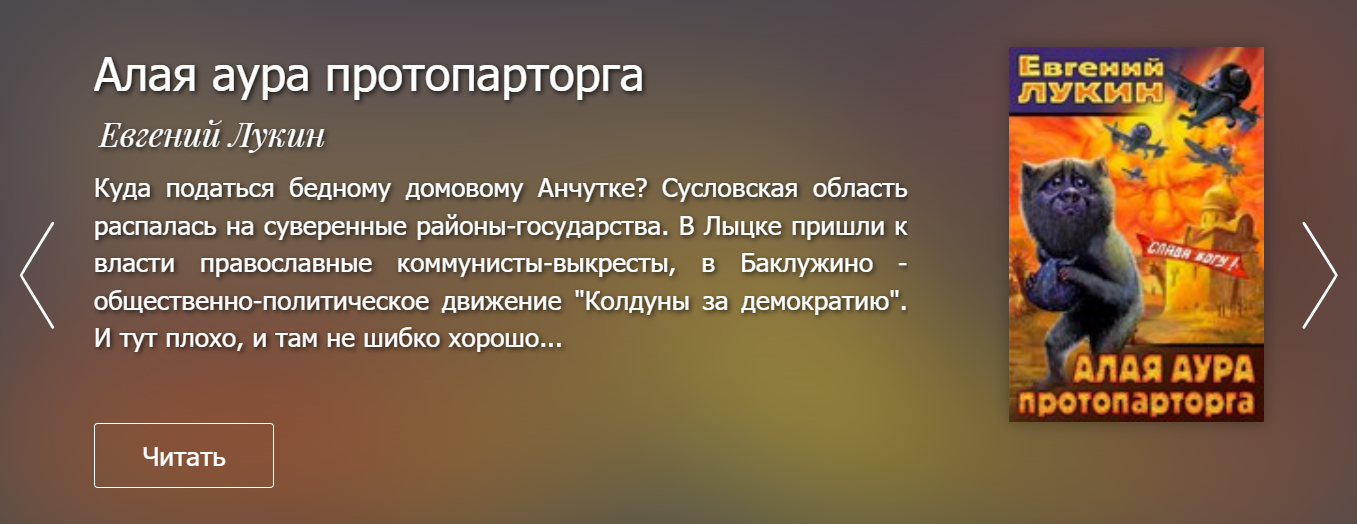 Алая аура протопарторга
Евгений Лукин
Куда податься бедному домовому Анчутке? Сусловская область
распалась на суверенные районы-государства. В Лыцке пришли к
власти православные коммунисты-выкресты, в Баклужино -
общественно-политическое движение "Колдуны за демократию".
И тут плохо, и там не шибко хорошо...
Читать
Евгений
ЛУКИН
СЛАВА БОГУ!
АЛАЯ АУРА
протопарторга